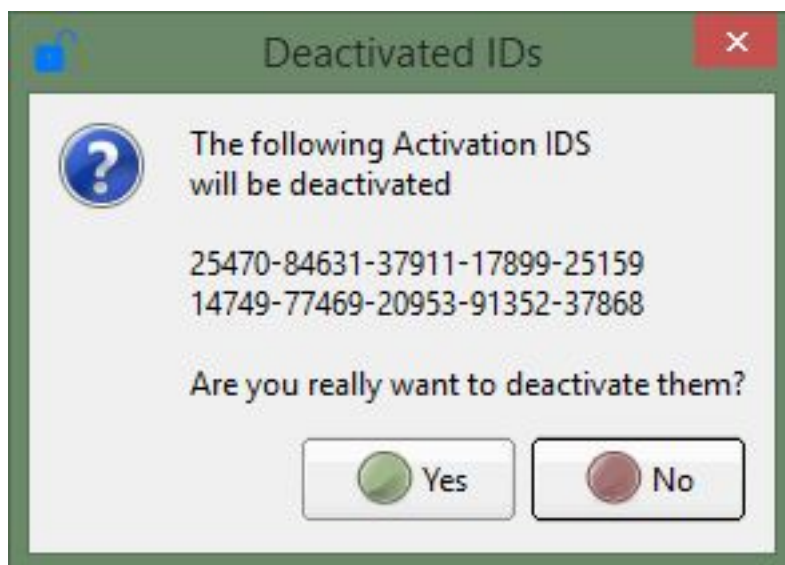 Deactivated IDs
The following Activation IDS
will be deactivated
25470-84631-37911-17899-25159
14749-77469-20953-91352-37868
Are you really want to deactivate them?
Yes
No